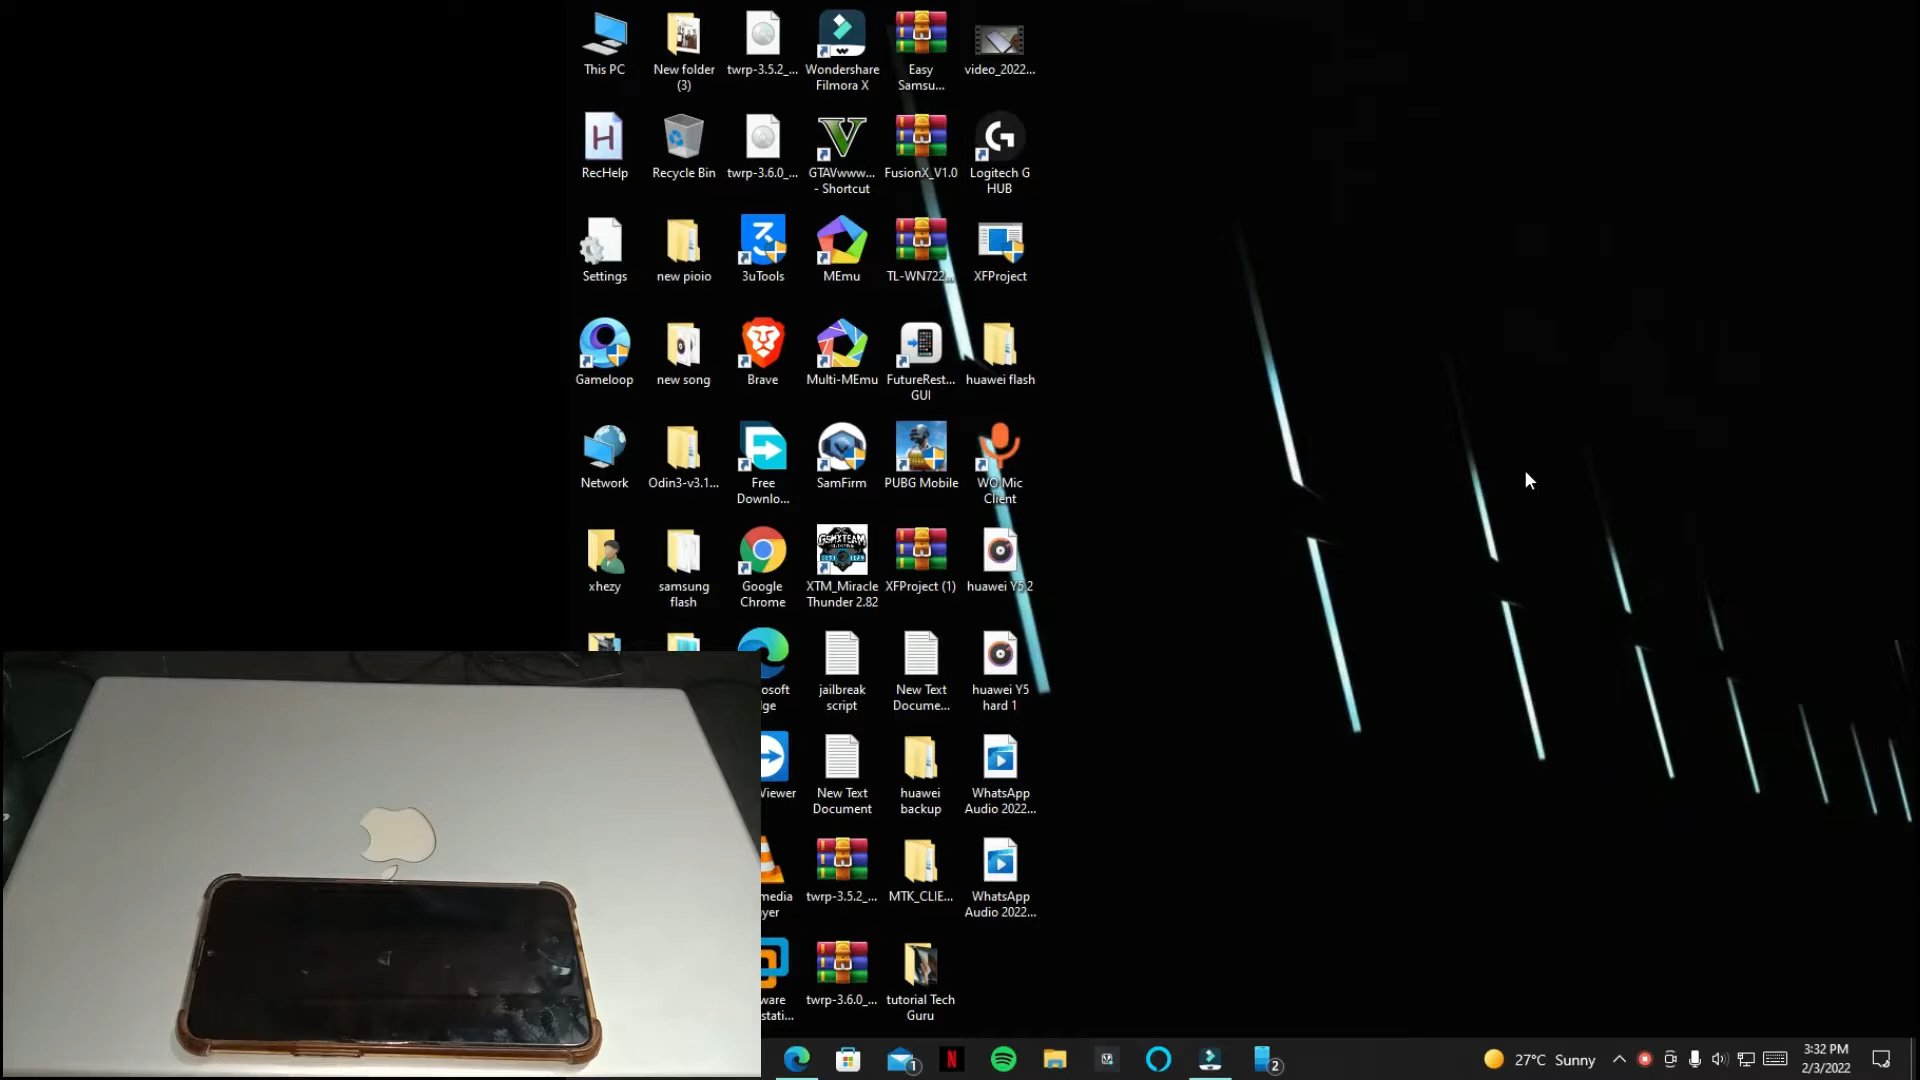 This PC
New folder
(3)
twrp-3.5.2_...
Wondershare
Filmora X
Easy
Samsu...
video_2022...
RecHelp
Recycle Bin
twrp-3.6.0_...
GTAVwww...
- Shortcut
FusionX_V1.0
Logitech G
HUB
Settings
new pioio
3uTools
MEmu
TL-WN722...
XFProject
Gameloop
new song
Brave
Multi-MEmu
FutureRest...
GUI
huawei flash
Network
Odin3-v3.1...
Free
Downlo...
SamFirm
PUBG Mobile
WO Mic
Client
xhezy
samsung
flash
Google
Chrome
XTM_Miracle
Thunder 2.82
XFProject (1)
huawei Y5 2
osoft
lge
jailbreak
script
New Text
Docume...
huawei Y5
hard 1
Viewer
New Text
Document
huawei
backup
WhatsApp
Audio 2022...
media
yer
twrp-3.5.2_...
MTK_CLIE...
WhatsApp
Audio 2022...
ware
stati...
twrp-3.6.0_...
tutorial Tech
Guru
1
2
27°C Sunny
3:32 PM
2/3/2022